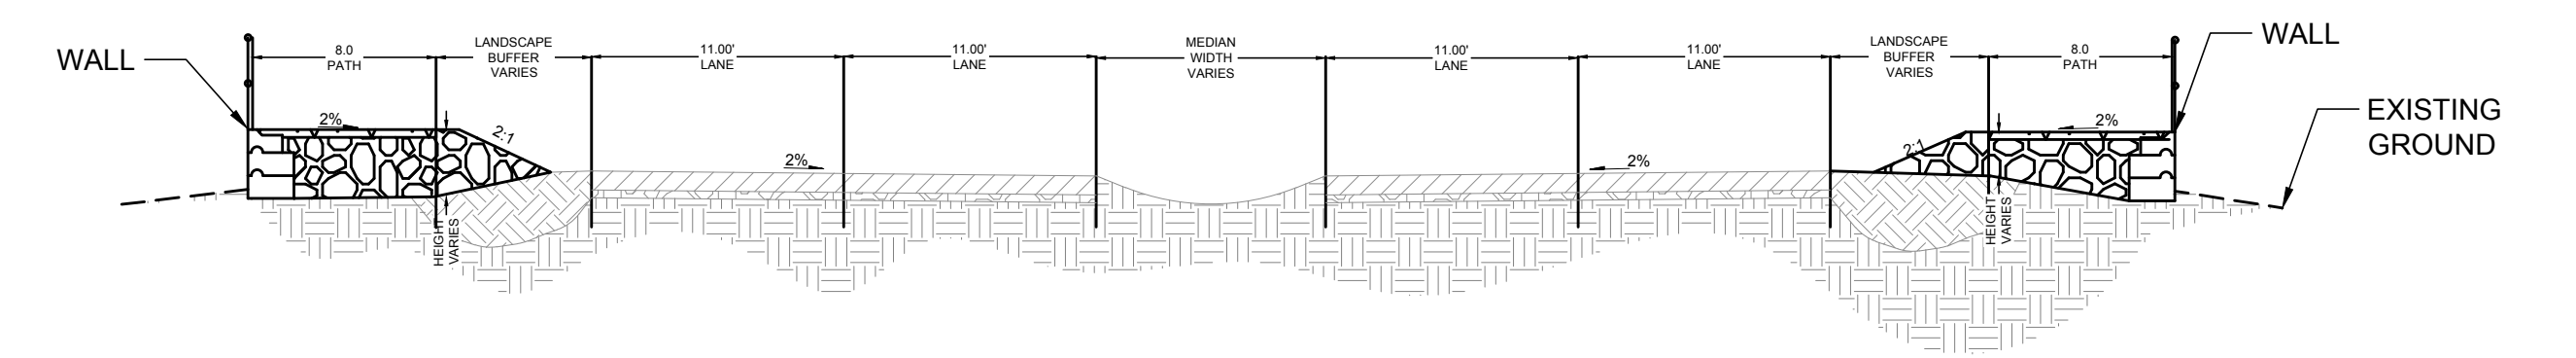 WALL
8.0
PATH
LANDSCAPE
BUFFER
VARIES
11.00'
LANE
11.00'
LANE
MEDIAN
WIDTH
VARIES
11.00'
LANE
11.00'
LANE
LANDSCAPE
BUFFER
VARIES
8.0
PATH
WALL
EXISTING
GROUND
2%
2:1
2%
2%
2:1
2%
HEIGHT
VARIES
HEIGHT
VARIES